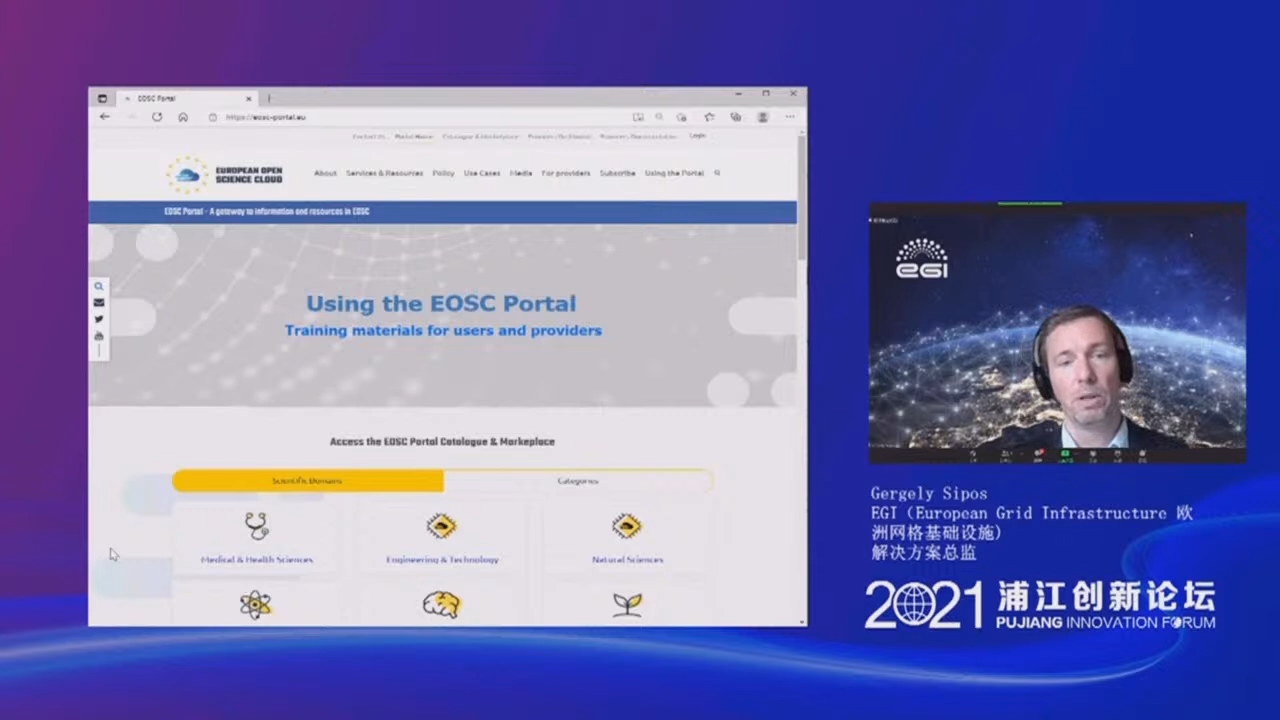 EOSC Portal
https://eosc-portal.eu
Login
EUROPEAN OPEN
SCIENCE CLOUD
About Services & Resources Policy Use Cases Media For providers Subscribe Using the Portal
EOSC Portal - A gateway to information and resources in EOSC
Using the EOSC Portal
Training materials for users and providers
Access the EOSC Portal Catalogue & Markeplace
Scientific Domains Categories
Medical & Health Sciences Engineering & Technology Natural Sciences
eGI
Gergely Sipos
EGI（European Grid Infrastructure 欧
洲网格基础设施）
解决方案总监
2021 浦江创新论坛
PUJIANG INNOVATION FORUM